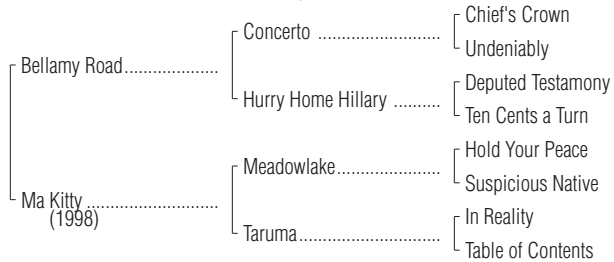 Chief's Crown
Concerto ..................
Undeniably
Bellamy Road....................
Deputed Testamony
Hurry Home Hillary ..........
Ten Cents a Turn
Hold Your Peace
Meadowlake.....................
Suspicious Native
Ma Kitty ............................
(1998)
In Reality
Taruma..............................
Table of Contents